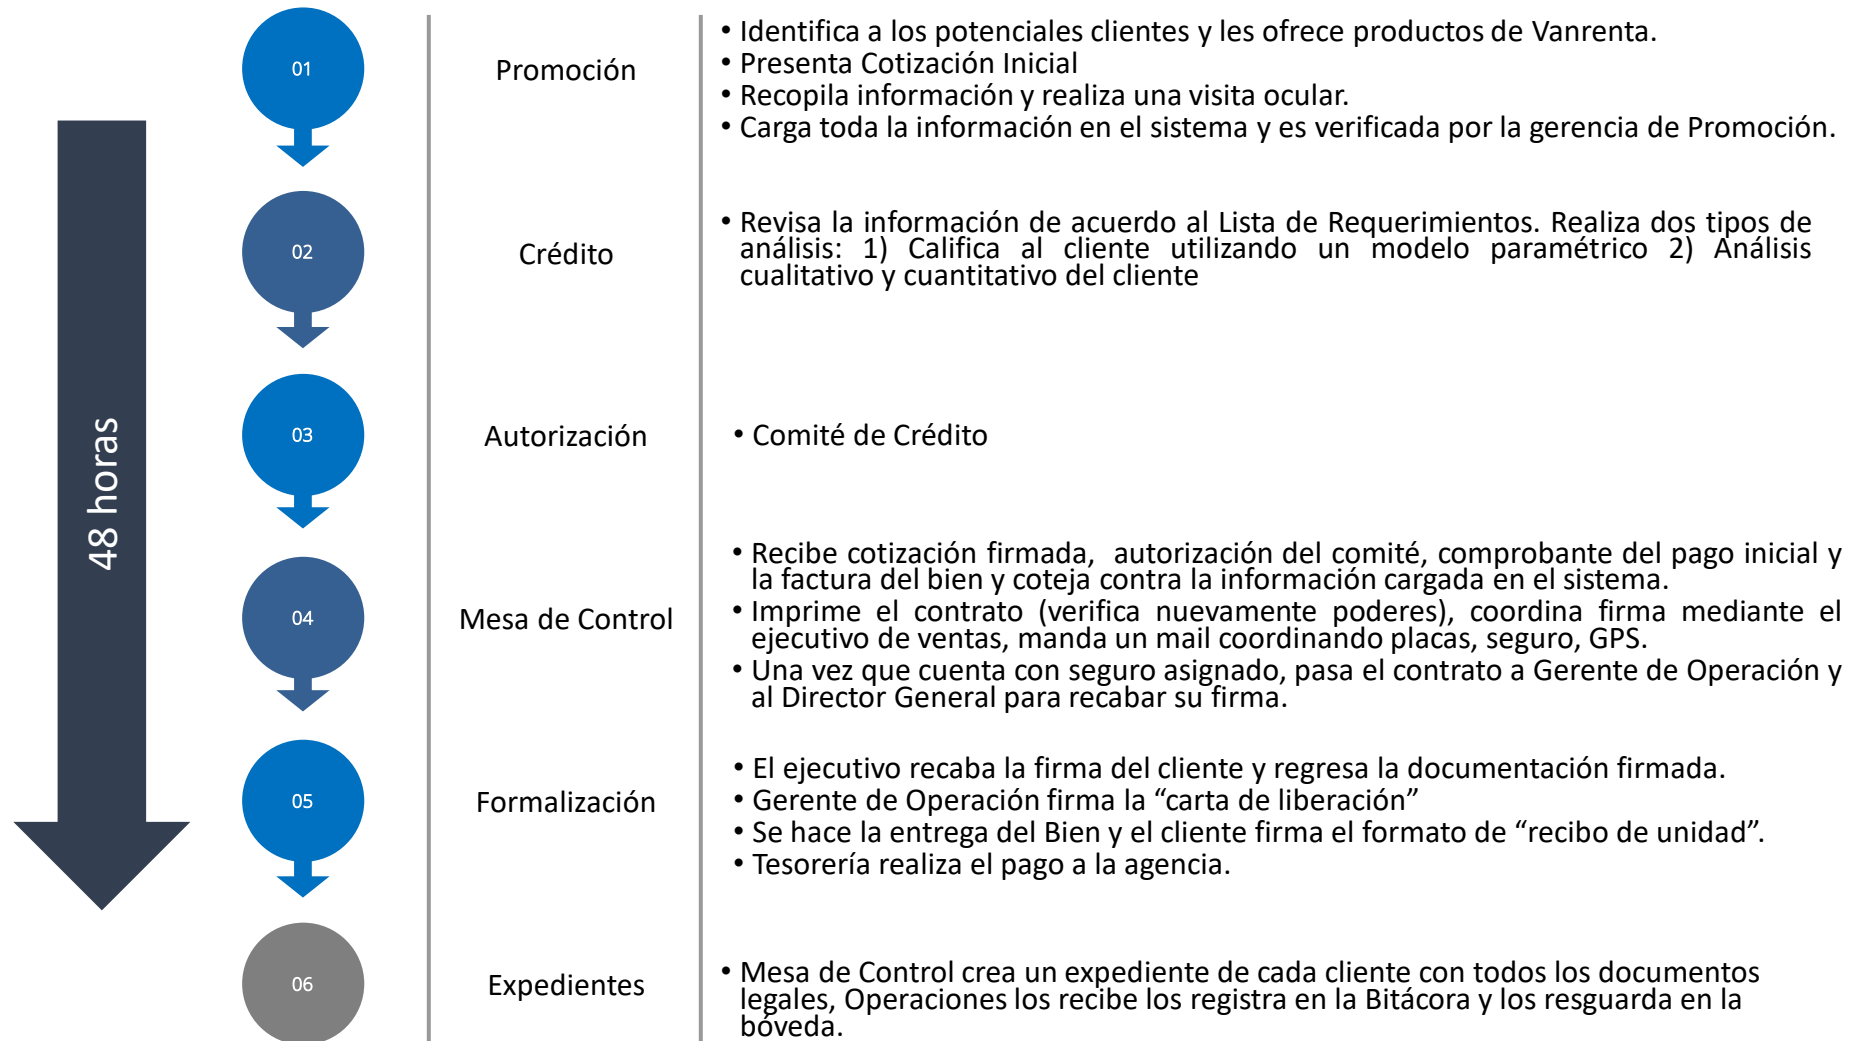 48 horas
01
Promoción
• Identifica a los potenciales clientes y les ofrece productos de Vanrenta.
• Presenta Cotización Inicial
• Recopila información y realiza una visita ocular.
• Carga toda la información en el sistema y es verificada por la gerencia de Promoción.
02
Crédito
• Revisa la información de acuerdo al Lista de Requerimientos. Realiza dos tipos de
análisis: 1) Califica al cliente utilizando un modelo paramétrico 2) Análisis
cualitativo y cuantitativo del cliente
03
Autorización
• Comité de Crédito
04
Mesa de Control
• Recibe cotización firmada, autorización del comité, comprobante del pago inicial y
la factura del bien y coteja contra la información cargada en el sistema.
• Imprime el contrato (verifica nuevamente poderes), coordina firma mediante el
ejecutivo de ventas, manda un mail coordinando placas, seguro, GPS.
• Una vez que cuenta con seguro asignado, pasa el contrato a Gerente de Operación y
al Director General para recabar su firma.
05
Formalización
• El ejecutivo recaba la firma del cliente y regresa la documentación firmada.
• Gerente de Operación firma la “carta de liberación”
• Se hace la entrega del Bien y el cliente firma el formato de “recibo de unidad”.
• Tesorería realiza el pago a la agencia.
06
Expedientes
• Mesa de Control crea un expediente de cada cliente con todos los documentos
legales, Operaciones los recibe los registra en la Bitácora y los resguarda en la
bóveda.